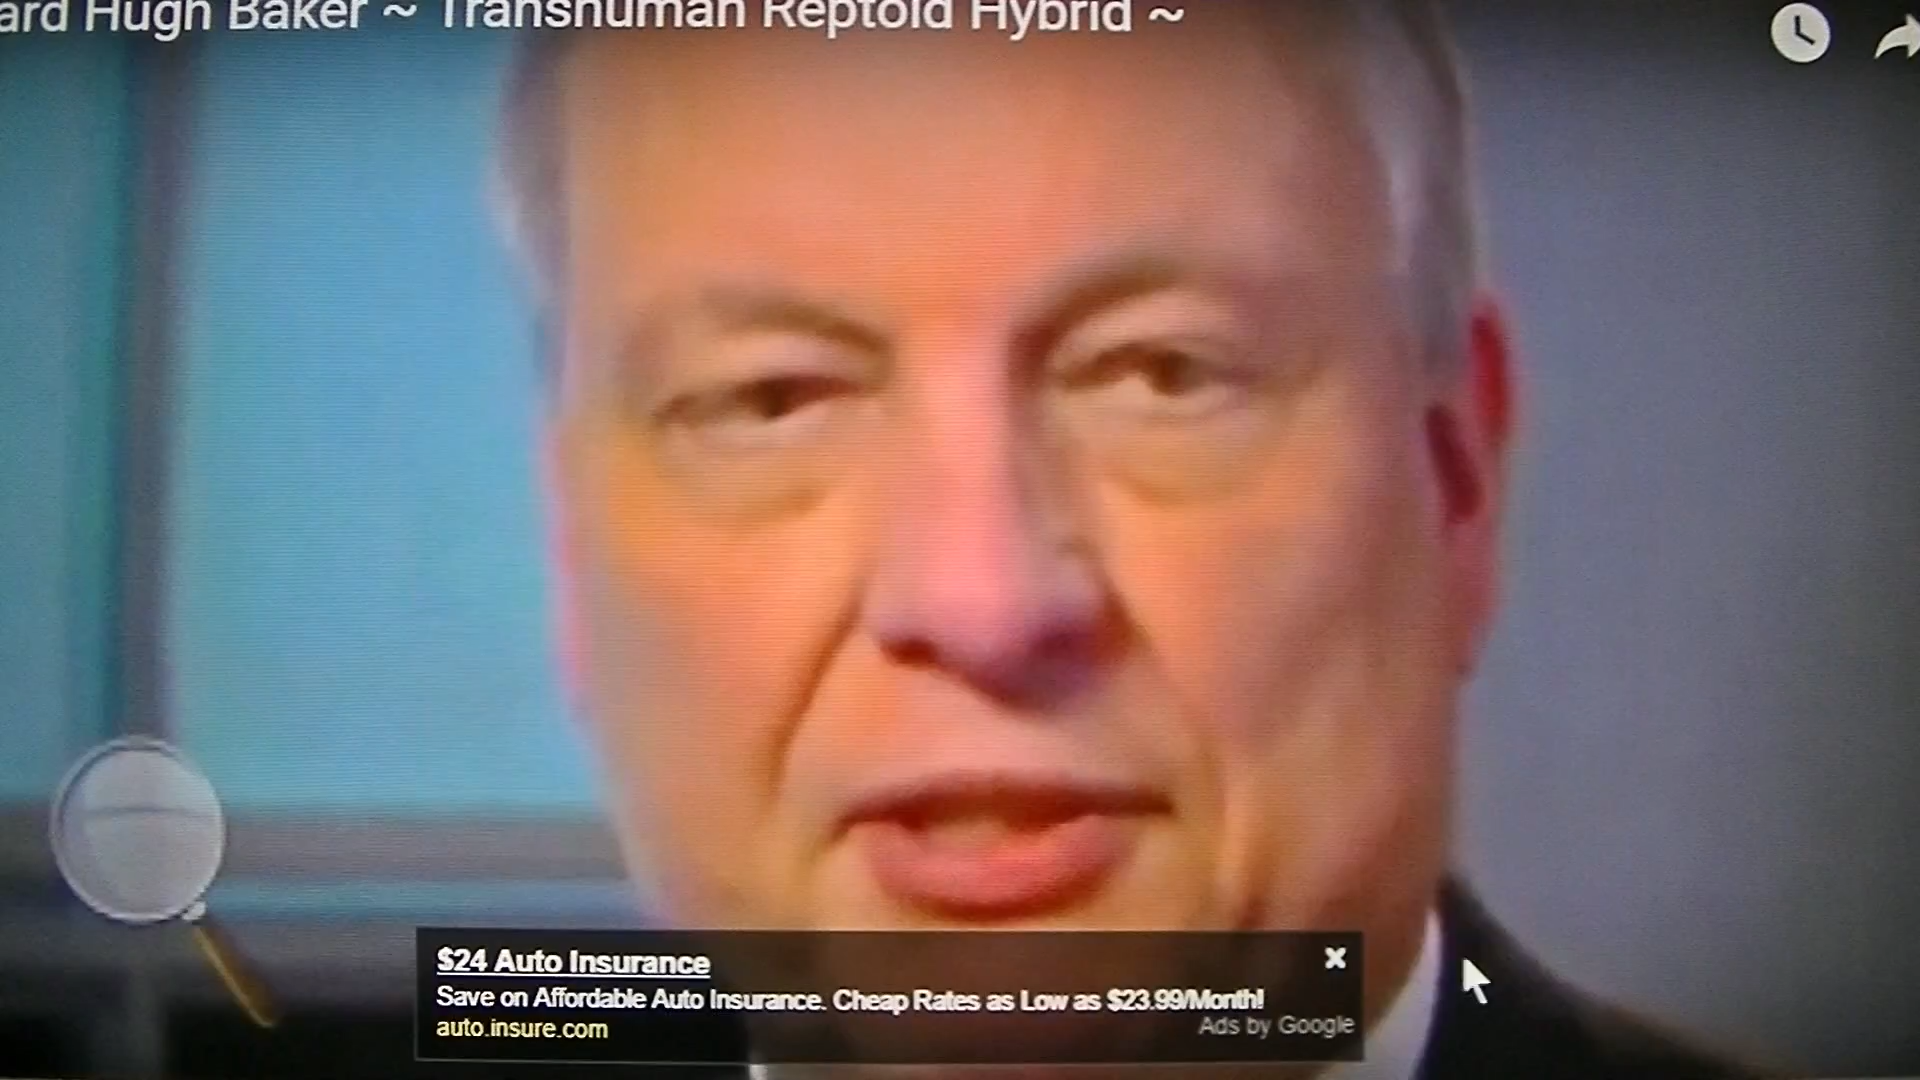 ard Hugh Baker ~ Transhuman Reptoid Hybrid ~
$24 Auto Insurance
Save on Affordable Auto Insurance. Cheap Rates as Low as $23.99/Month!
auto.insure.com
Ads by Google